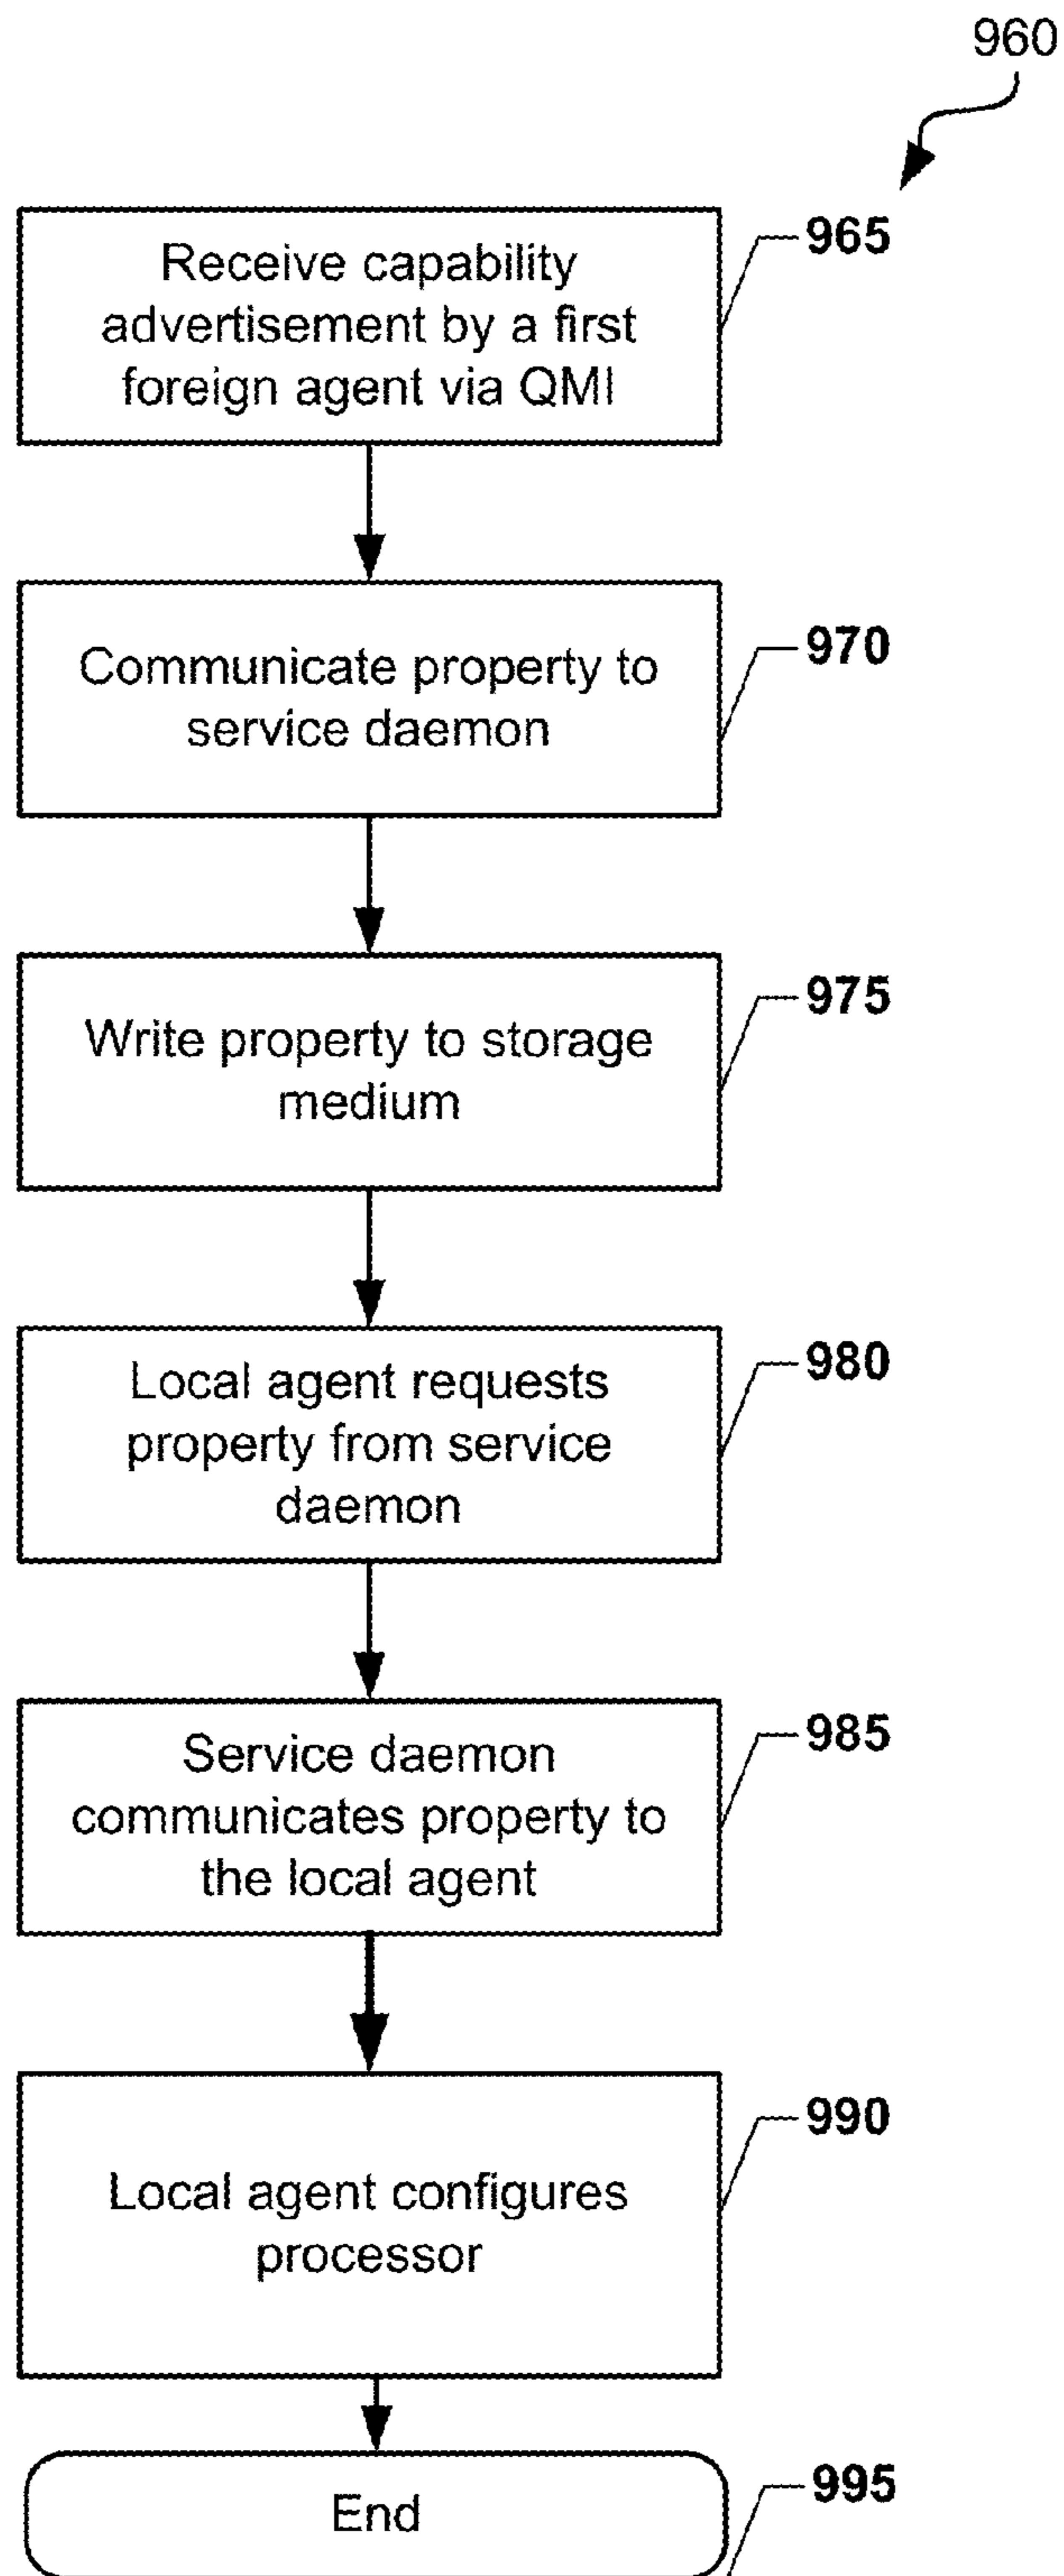 960
Receive capability
advertisement by a first
foreign agent via QMI
965
Communicate property to
service daemon
970
Write property to storage
medium
975
Local agent requests
property from service
daemon
980
Service daemon
communicates property to
the local agent
985
Local agent configures
processor
990
End
995